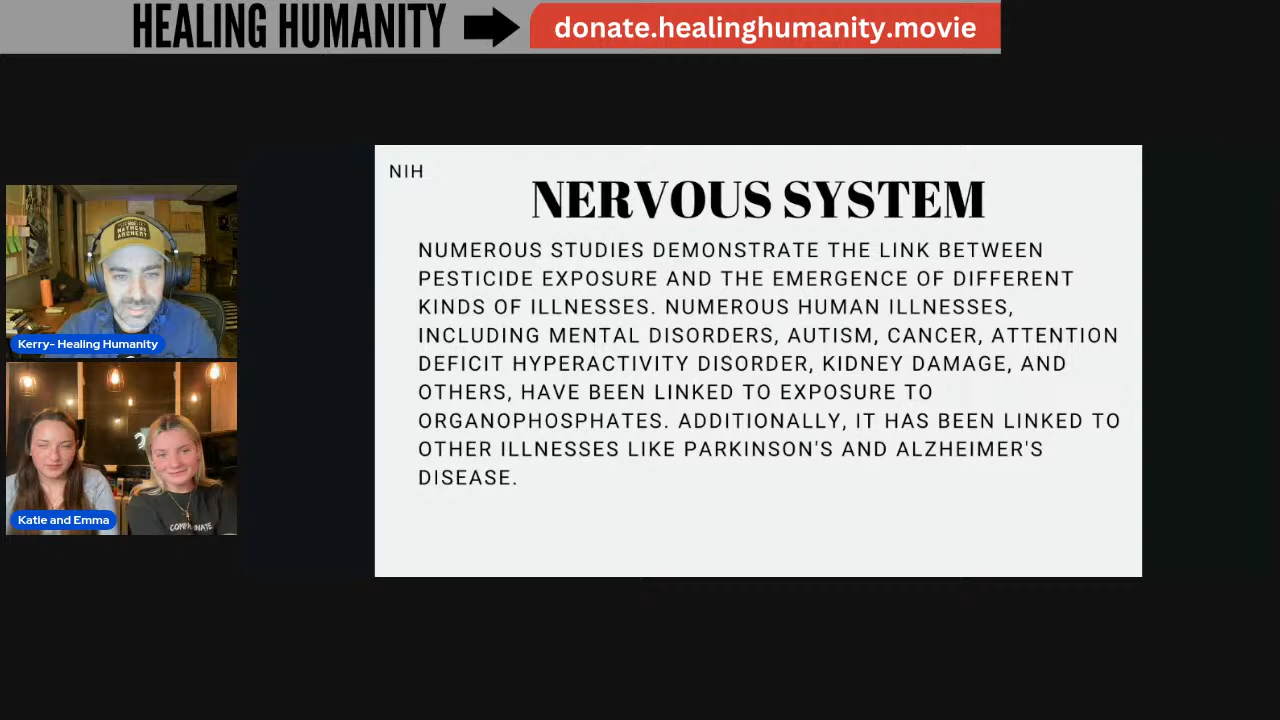 HEALING HUMANITY
donate.healinghumanity.movie
NIH
NERVOUS SYSTEM
NUMEROUS STUDIES DEMONSTRATE THE LINK BETWEEN
PESTICIDE EXPOSURE AND THE EMERGENCE OF DIFFERENT
KINDS OF ILLNESSES. NUMEROUS HUMAN ILLNESSES,
INCLUDING MENTAL DISORDERS, AUTISM, CANCER, ATTENTION
DEFICIT HYPERACTIVITY DISORDER, KIDNEY DAMAGE, AND
OTHERS, HAVE BEEN LINKED TO EXPOSURE TO
ORGANOPHOSPHATES. ADDITIONALLY, IT HAS BEEN LINKED TO
OTHER ILLNESSES LIKE PARKINSON'S AND ALZHEIMER'S
DISEASE.
MATHEWS
ARCHERY
Kerry- Healing Humanity
Katie and Emma